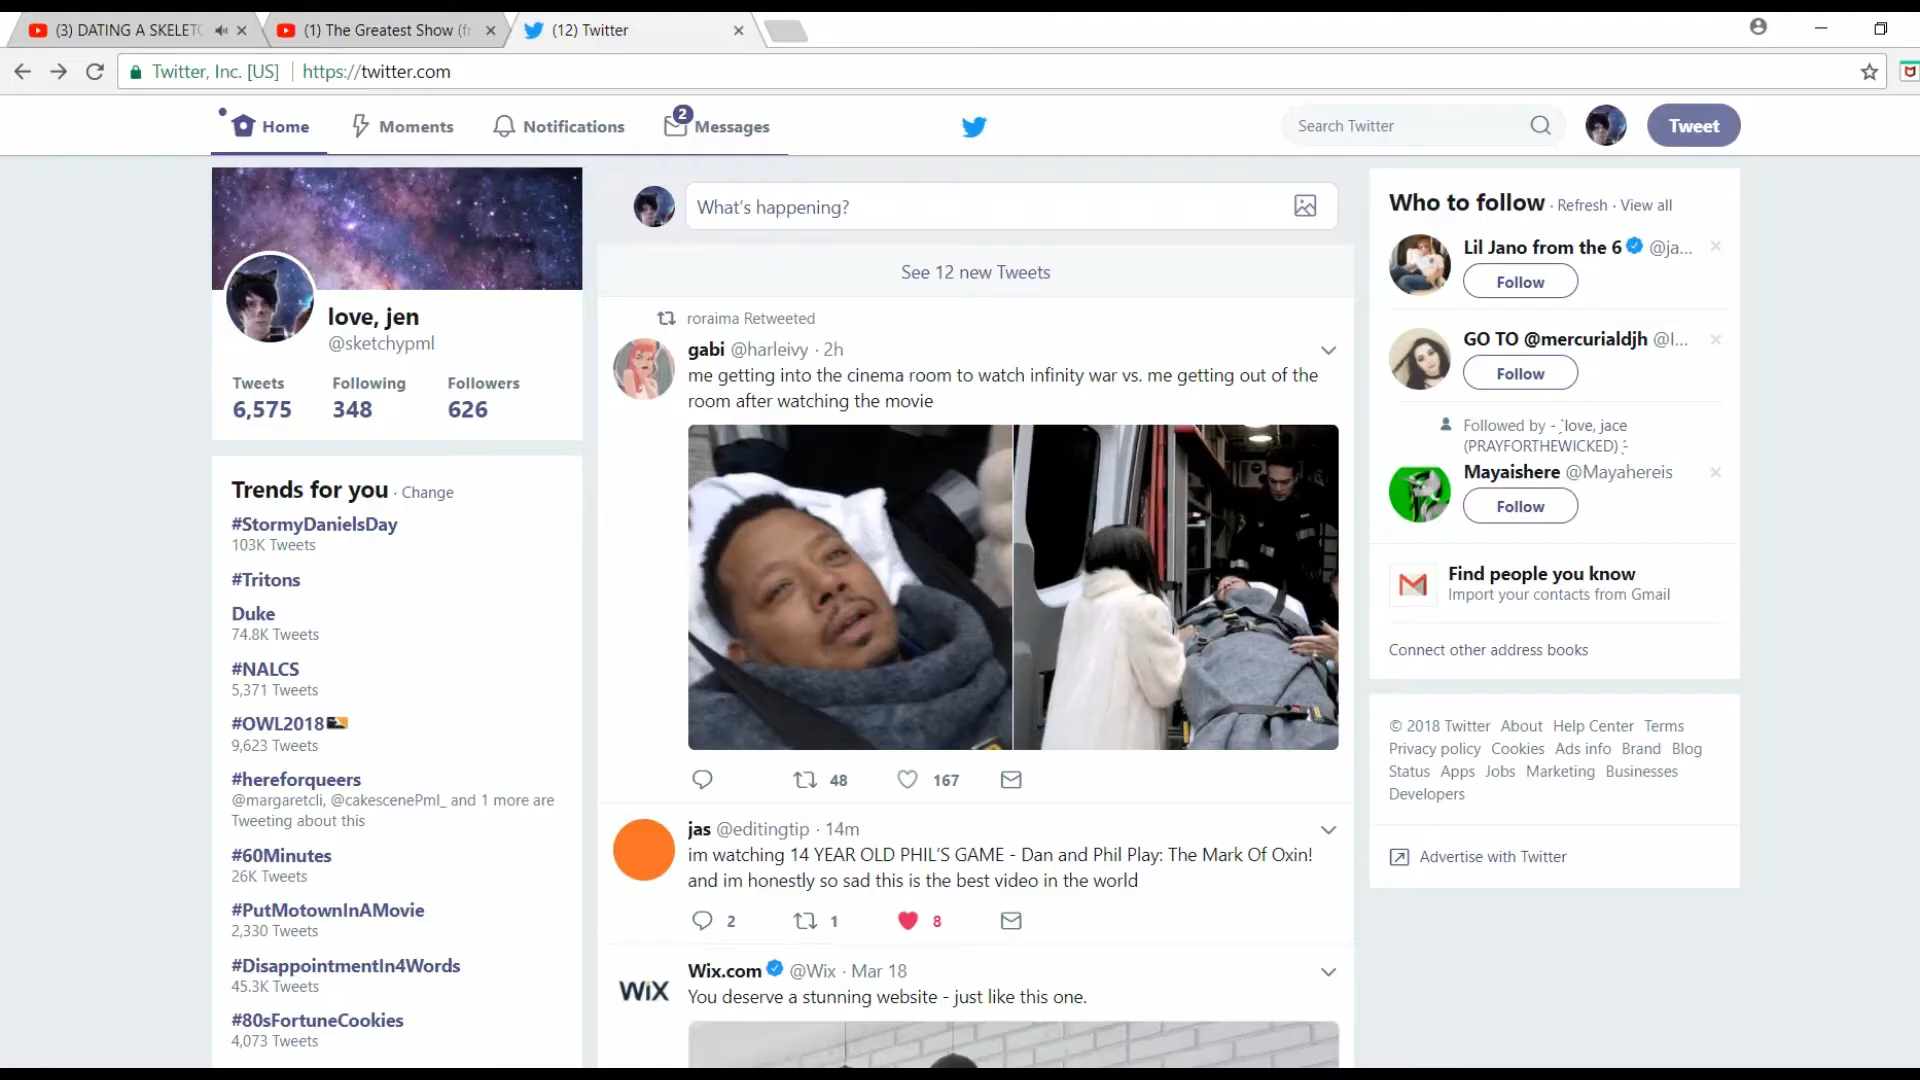 (3) DATING A SKELETO
(1) The Greatest Show (fr
(12) Twitter
Twitter, Inc. [US]
https://twitter.com
Home
Moments
Notifications
2
Messages
Search Twitter
Tweet
love, jen
@sketchypml
Tweets Following Followers
6,575 348 626
Trends for you · Change
#StormyDanielsDay
103K Tweets
#Tritons
Duke
74.8K Tweets
#NALCS
5,371 Tweets
#OWL2018
9,623 Tweets
#hereforqueers
@margaretcli, @cakescenePml_ and 1 more are
Tweeting about this
#60Minutes
26K Tweets
#PutMotownInAMovie
2,330 Tweets
#DisappointmentIn4Words
45.3K Tweets
#80sFortuneCookies
4,073 Tweets
What's happening?
See 12 new Tweets
roraima Retweeted
gabi @harleivy · 2h
me getting into the cinema room to watch infinity war vs. me getting out of the
room after watching the movie
48 167
jas @editingtip · 14m
im watching 14 YEAR OLD PHIL'S GAME - Dan and Phil Play: The Mark Of Oxin!
and im honestly so sad this is the best video in the world
2 1 8
WiX
Wix.com @Wix · Mar 18
You deserve a stunning website - just like this one.
Who to follow · Refresh · View all
Lil Jano from the 6 @ja...
Follow
GO TO @mercurialdjh @l...
Follow
Followed by - ̗̀ love, jace
(PRAYFORTHEWICKED) ̖́-
Mayaishere @Mayahereis
Follow
Find people you know
Import your contacts from Gmail
Connect other address books
© 2018 Twitter About Help Center Terms
Privacy policy Cookies Ads info Brand Blog
Status Apps Jobs Marketing Businesses
Developers
Advertise with Twitter